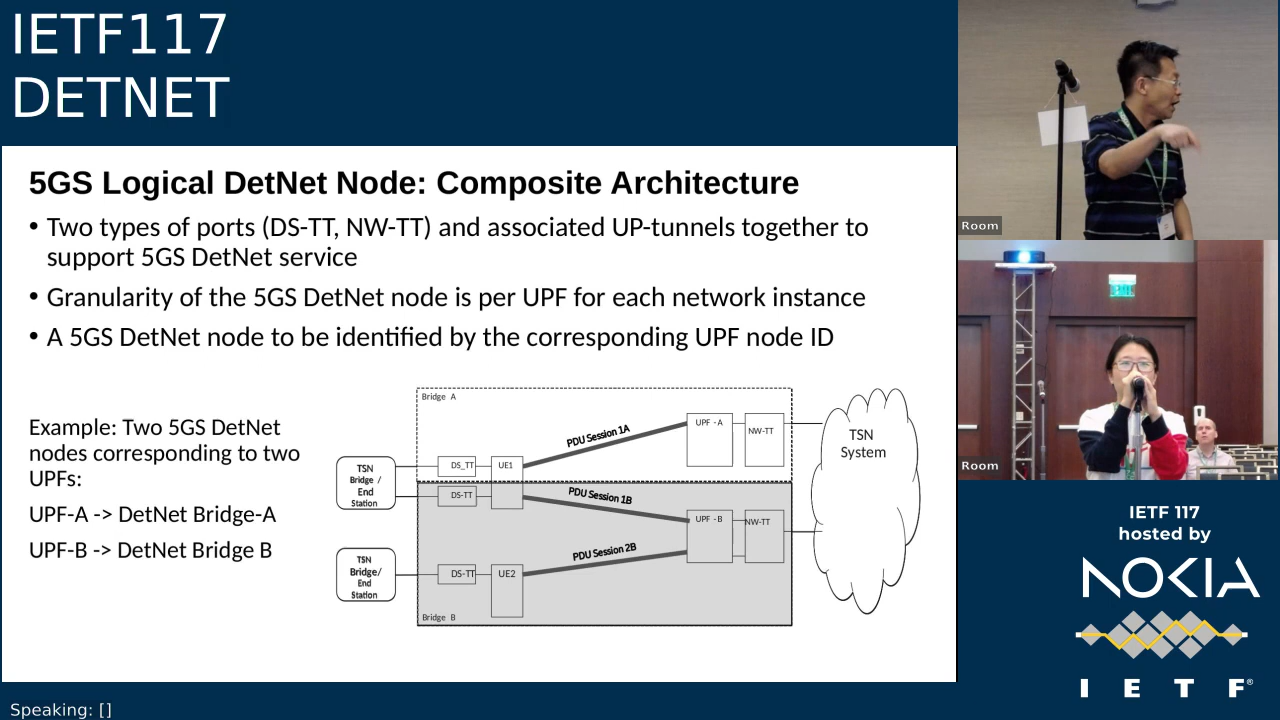 IETF117
DETNET
5GS Logical DetNet Node: Composite Architecture
• Two types of ports (DS-TT, NW-TT) and associated UP-tunnels together to
support 5GS DetNet service
• Granularity of the 5GS DetNet node is per UPF for each network instance
• A 5GS DetNet node to be identified by the corresponding UPF node ID
Example: Two 5GS DetNet
nodes corresponding to two
UPFs:
UPF-A -> DetNet Bridge-A
UPF-B -> DetNet Bridge B
Bridge A
TSN
Bridge /
End
Station
DS_TT
UE1
PDU Session 1A
UPF - A
NW-TT
TSN
System
DS-TT
PDU Session 1B
UPF - B
NW-TT
TSN
Bridge/
End
Station
DS-TT
UE2
PDU Session 2B
Bridge B
Room
Room
IETF 117
hosted by
NOKIA
I E T F®
Speaking: []